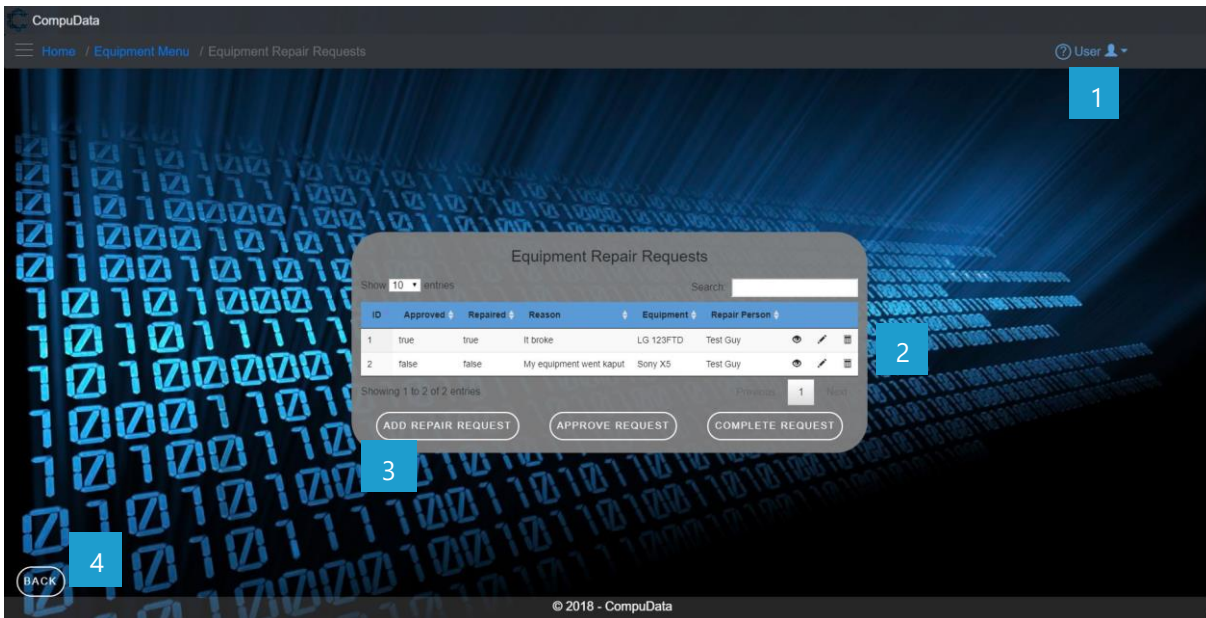 CompuData
Home / Equipment Menu / Equipment Repair Requests
? User
1
Equipment Repair Requests
Show 10 entries Search:
ID Approved Repaired Reason Equipment Repair Person
1 true true It broke LG 123FTD Test Guy
2 false false My equipment went kaput Sony X5 Test Guy
2
Showing 1 to 2 of 2 entries Previous 1 Next
ADD REPAIR REQUEST APPROVE REQUEST COMPLETE REQUEST
3
4
BACK
© 2018 - CompuData